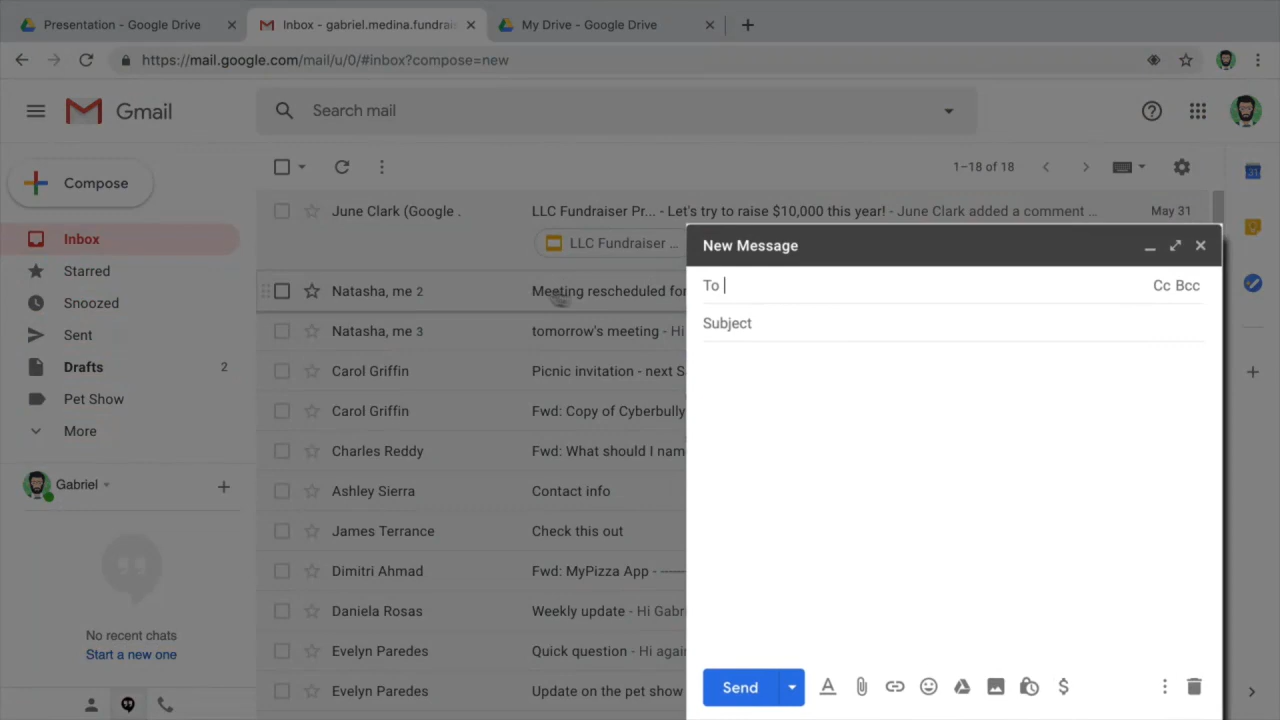 Presentation - Google Drive
Inbox - gabriel.medina.fundrai
My Drive - Google Drive
https://mail.google.com/mail/u/0/#inbox?compose=new
Gmail
Search mail
Compose
1–18 of 18
Inbox
Starred
Snoozed
Sent
Drafts 2
Pet Show
More
Gabriel
No recent chats
Start a new one
June Clark (Google . LLC Fundraiser Pr... - Let's try to raise $10,000 this year! - June Clark added a comment ... May 31
LLC Fundraiser ...
Natasha, me 2 Meeting rescheduled for
Natasha, me 3 tomorrow's meeting - Hi
Carol Griffin Picnic invitation - next S
Carol Griffin Fwd: Copy of Cyberbully
Charles Reddy Fwd: What should I nam
Ashley Sierra Contact info
James Terrance Check this out
Dimitri Ahmad Fwd: MyPizza App - -----
Daniela Rosas Weekly update - Hi Gabr
Evelyn Paredes Quick question - Hi again
Evelyn Paredes Update on the pet show
New Message
To Cc Bcc
Subject
Send
31